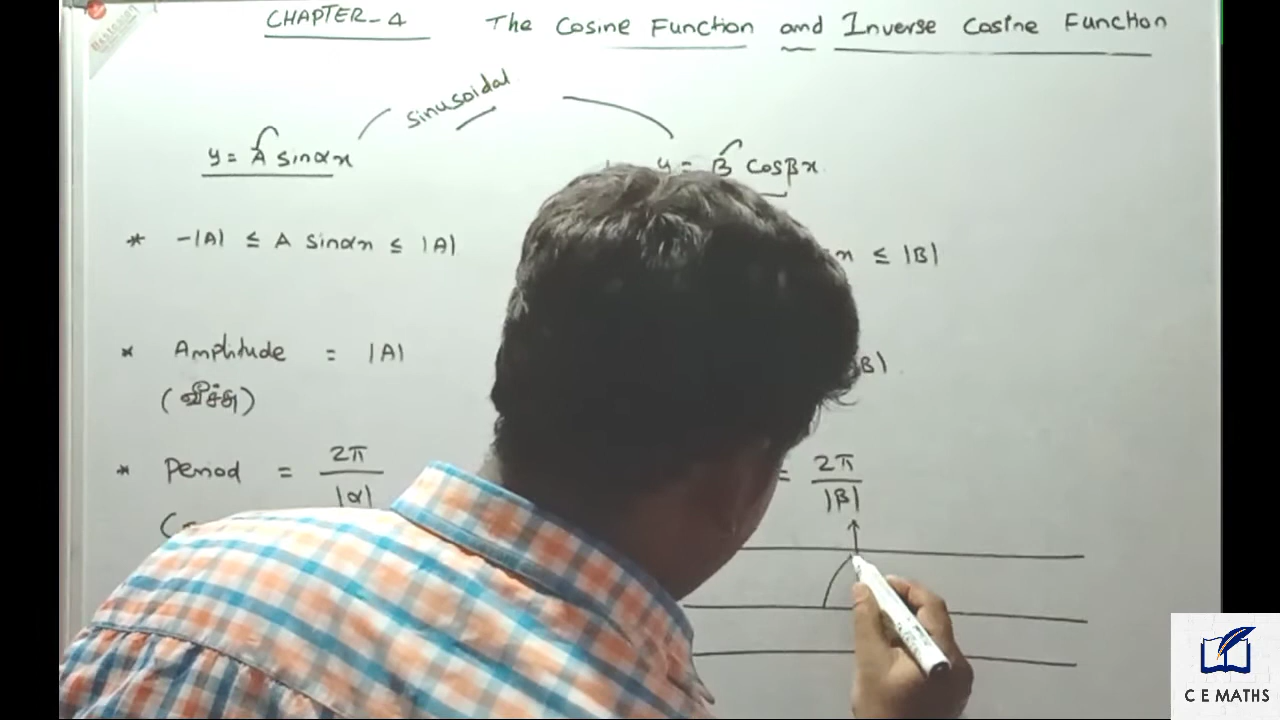 CHAPTER-4 The Cosine Function and Inverse Cosine Function
sinusoidal
y = A sinαx
y = B cosβx
* -|A| ≤ A sinαx ≤ |A|
x ≤ |B|
* Amplitude = |A|
B|
(வீச்சு)
* Period = 2π/|α|
= 2π/|β|
C E MATHS